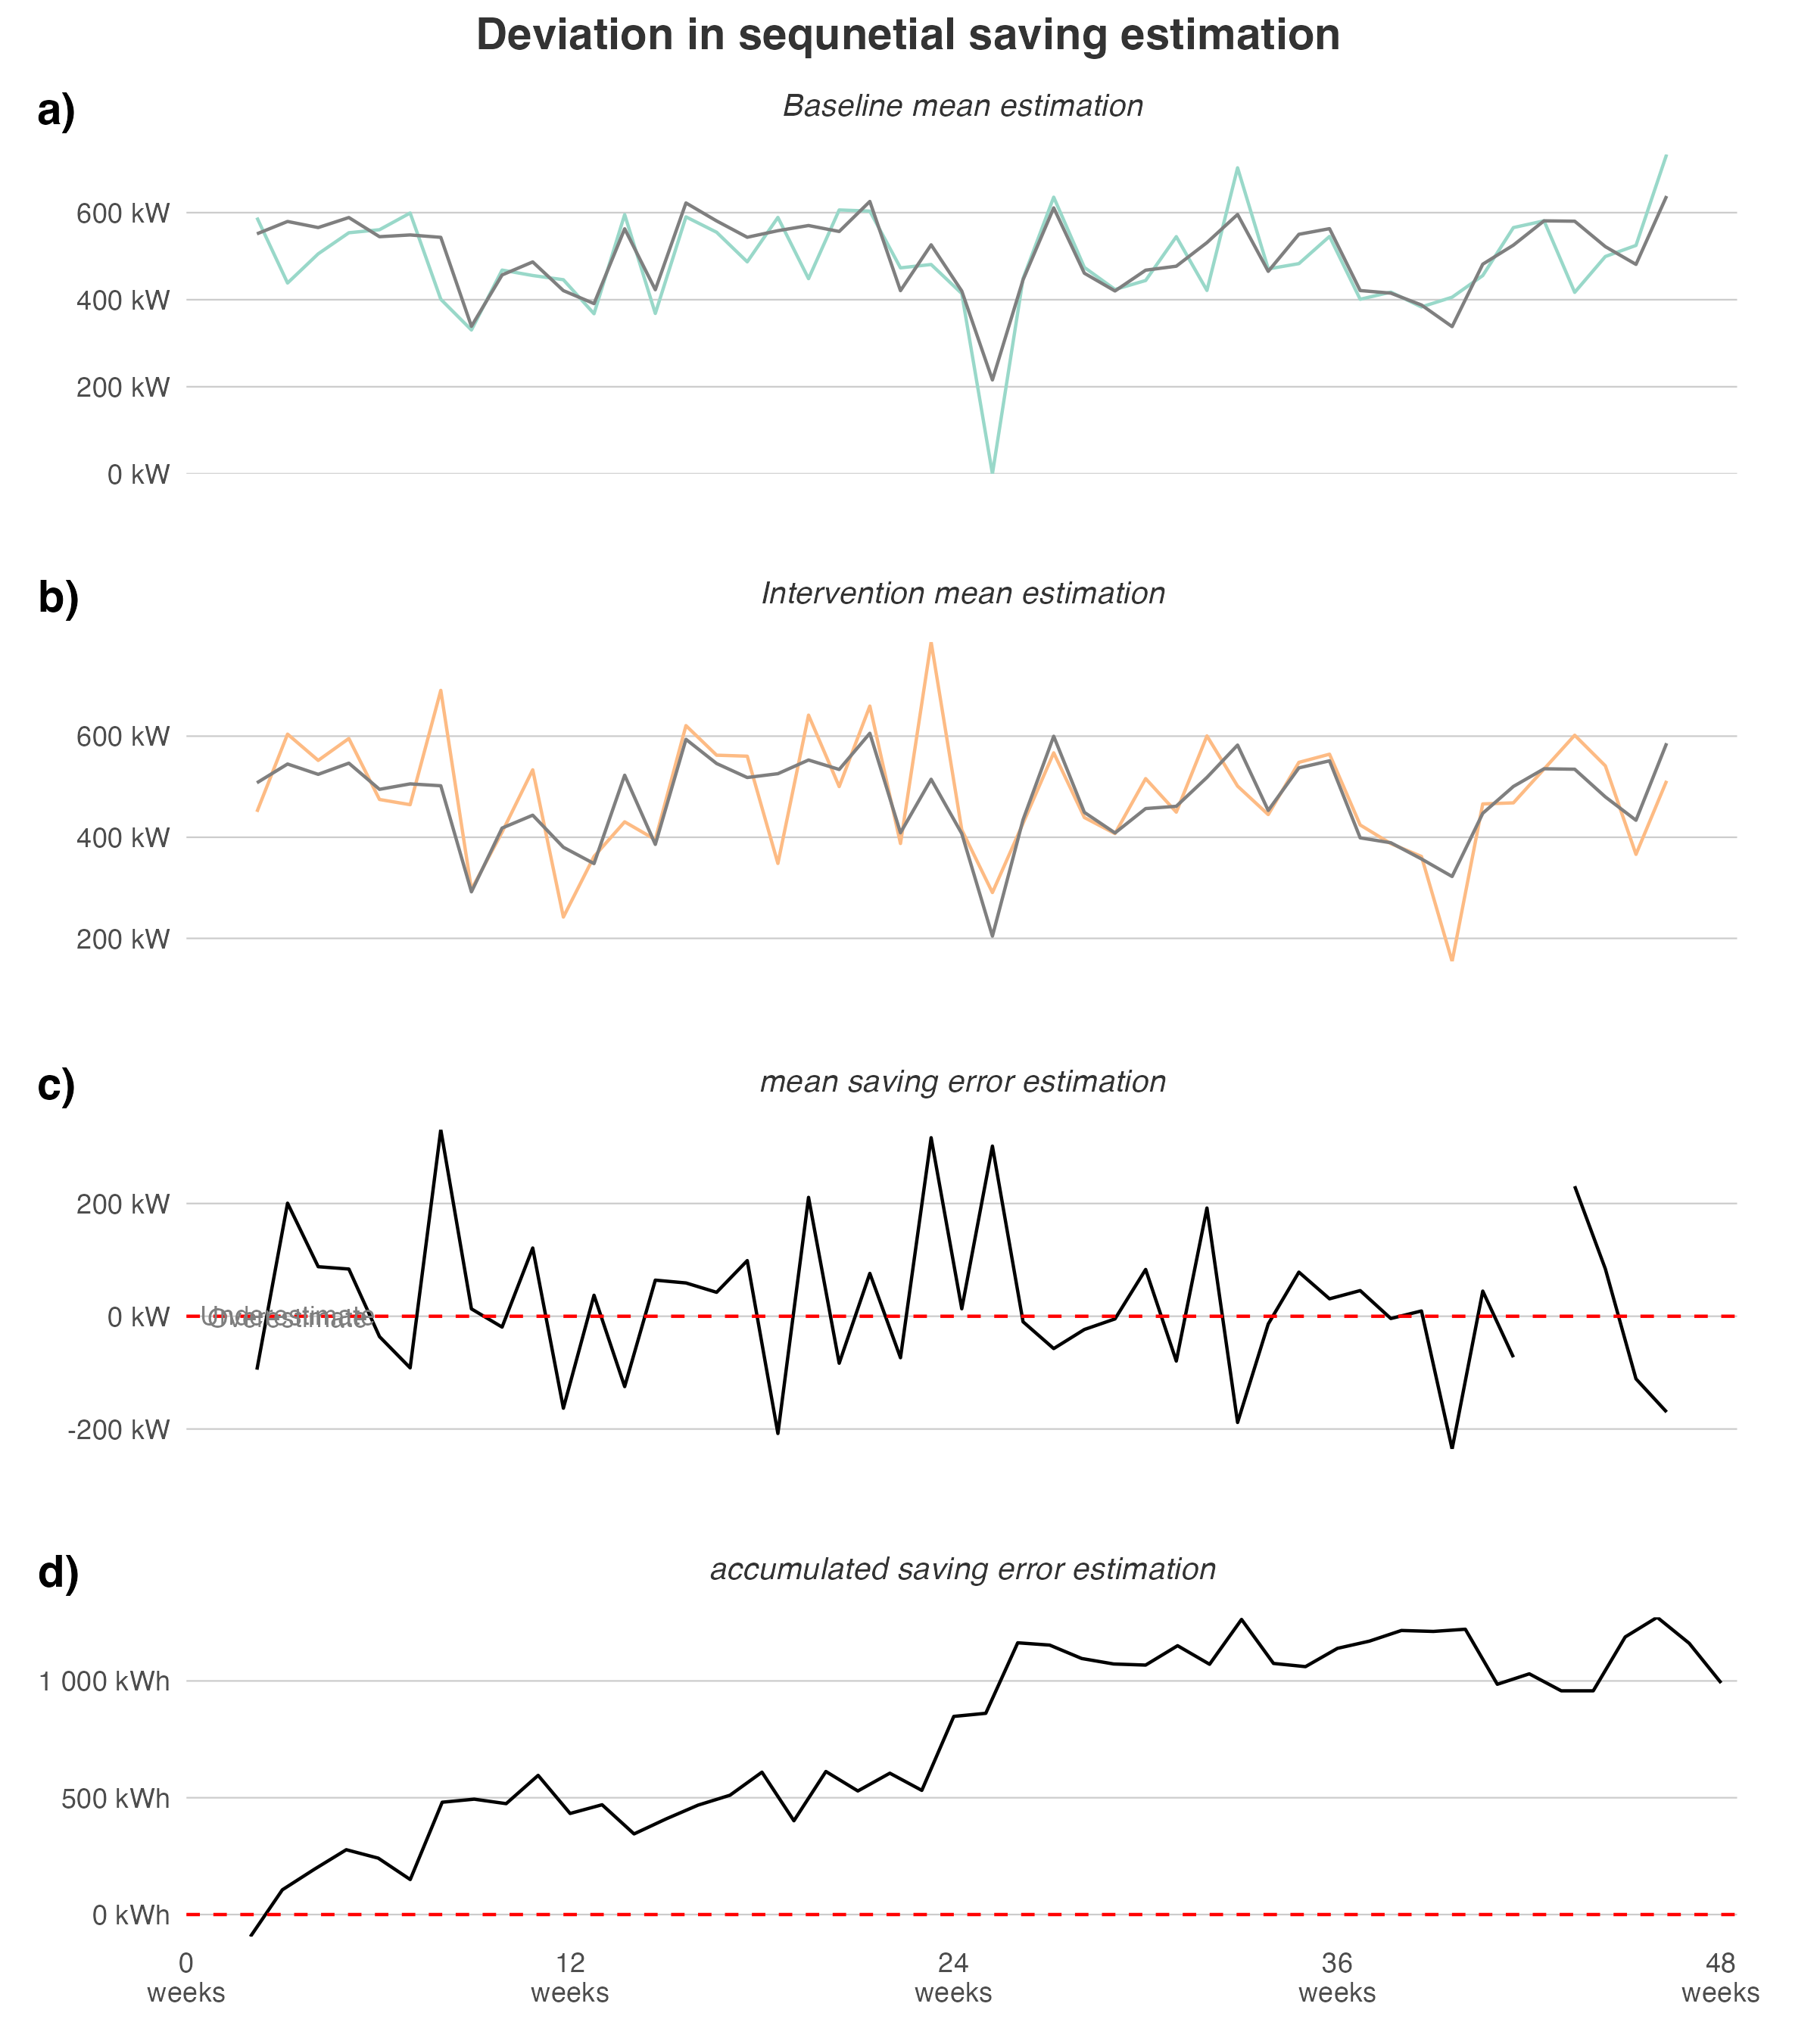 Deviation in sequnetial saving estimation
a)
Baseline mean estimation
600 kW
400 kW
200 kW
0 kW
b)
Intervention mean estimation
600 kW
400 kW
200 kW
c)
mean saving error estimation
200 kW
0 kW
Underestimate
Overestimate
-200 kW
d)
accumulated saving error estimation
1 000 kWh
500 kWh
0 kWh
0 12 24 36 48
weeks weeks weeks weeks weeks